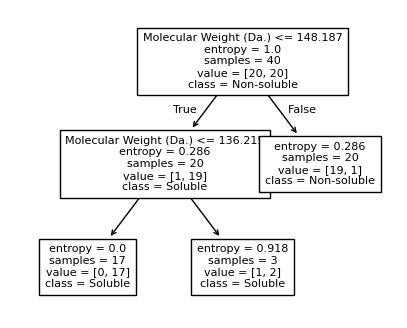 Molecular Weight (Da.) <= 148.187
entropy = 1.0
samples = 40
value = [20, 20]
class = Non-soluble
True
False
Molecular Weight (Da.) <=
entropy = 0.286
samples = 20
value = [1, 19]
class = Soluble
entropy = 0.286
samples = 20
value = [19, 1]
class = Non-soluble
entropy = 0.0
samples = 17
value = [0, 17]
class = Soluble
entropy = 0.918
samples = 3
value = [1, 2]
class = Soluble